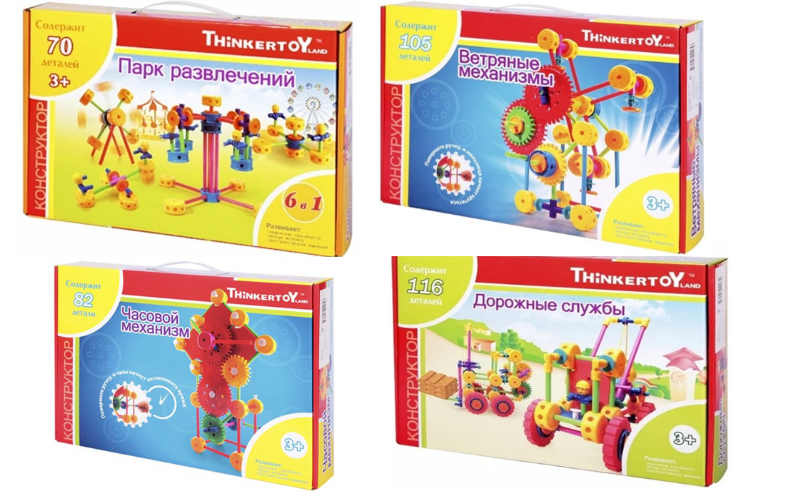 Содержит
70
деталей
3+
THiNKERTOY
LAND
Парк развлечений
КОНСТРУКТОР
6 в 1
Развивает:
Содержит
105
деталей
THiNKERTOY
LAND
Ветряные
механизмы
КОНСТРУКТОР
3+
Развивает:
Содержит
82
детали
THiNKERTOY
LAND
Часовой
механизм
КОНСТРУКТОР
3+
Развивает:
Содержит
116
деталей
THiNKERTOY
LAND
Дорожные службы
КОНСТРУКТОР
3+
Развивает: